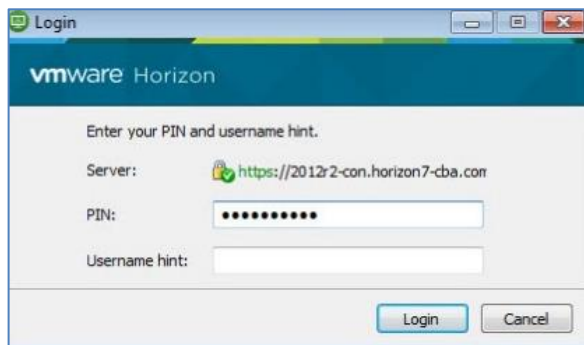 Login
vmware Horizon
Enter your PIN and username hint.
Server: https://2012r2-con.horizon7-cba.com
PIN: ••••••••••
Username hint:
Login Cancel